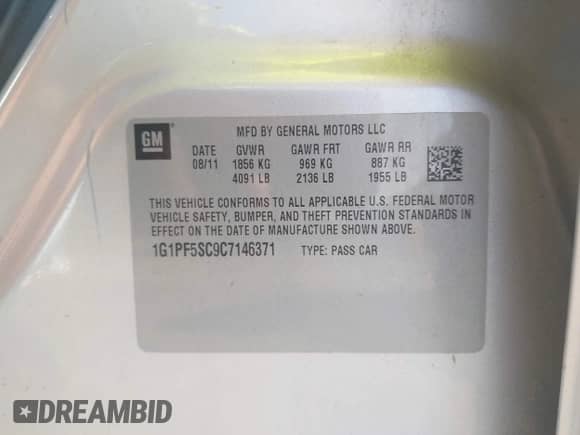 GM
MFD BY GENERAL MOTORS LLC
DATE GVWR GAWR FRT GAWR RR
08/11 1856 KG 969 KG 887 KG
4091 LB 2136 LB 1955 LB
THIS VEHICLE CONFORMS TO ALL APPLICABLE U.S. FEDERAL MOTOR
VEHICLE SAFETY, BUMPER, AND THEFT PREVENTION STANDARDS IN
EFFECT ON THE DATE OF MANUFACTURE SHOWN ABOVE.
1G1PF5SC9C7146371 TYPE: PASS CAR
DREAMBID